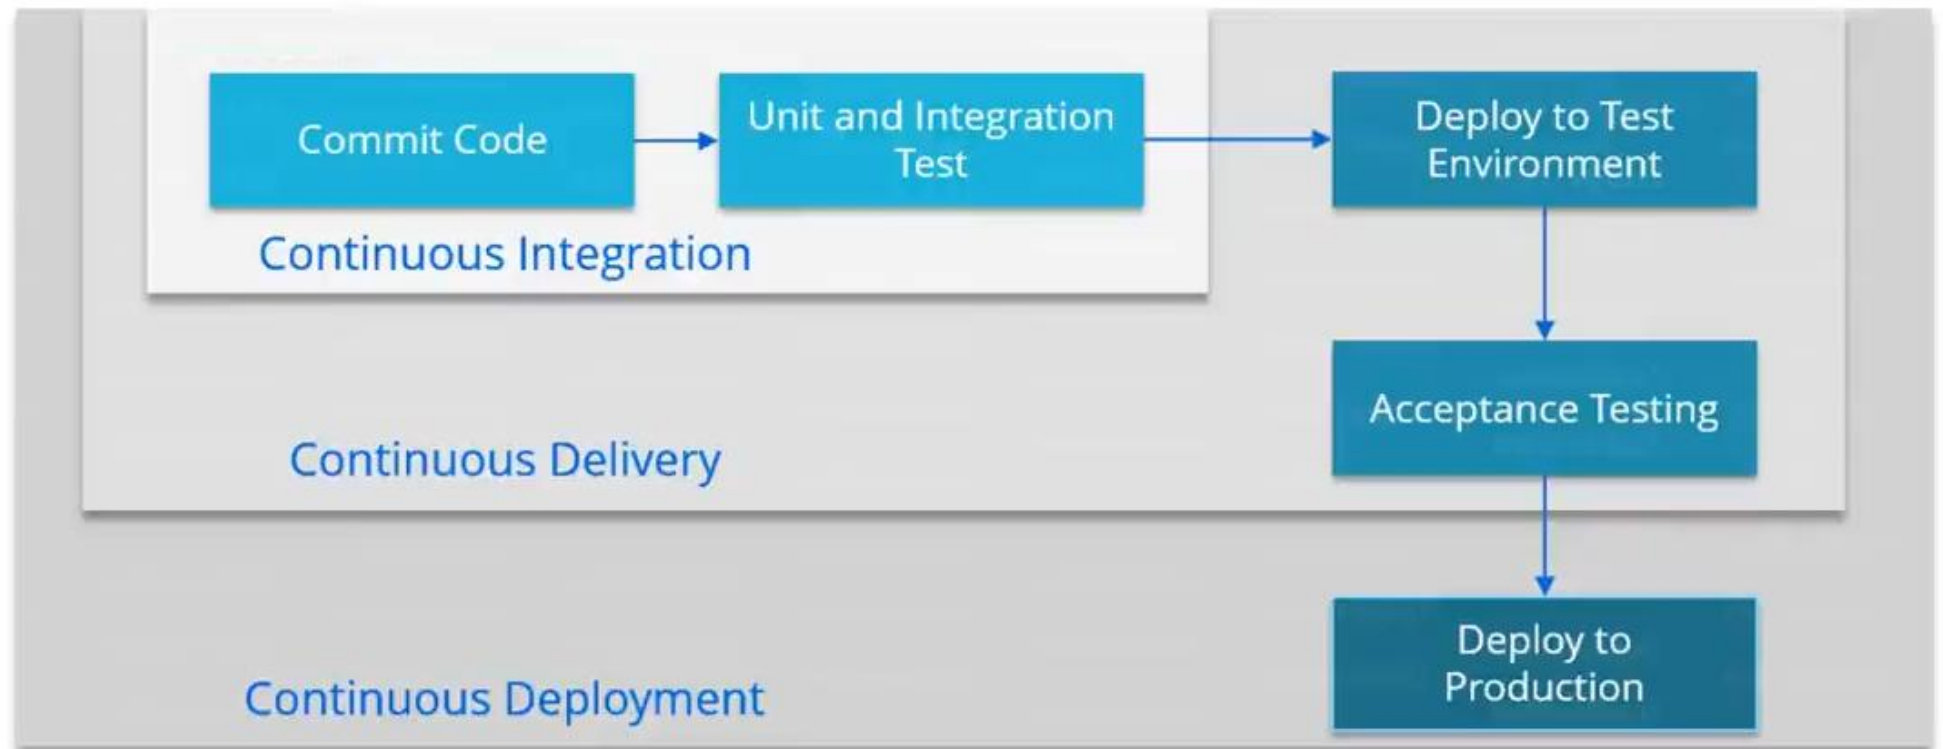 Commit Code
Unit and Integration
Test
Deploy to Test
Environment
Continuous Integration
Acceptance Testing
Continuous Delivery
Deploy to
Production
Continuous Deployment